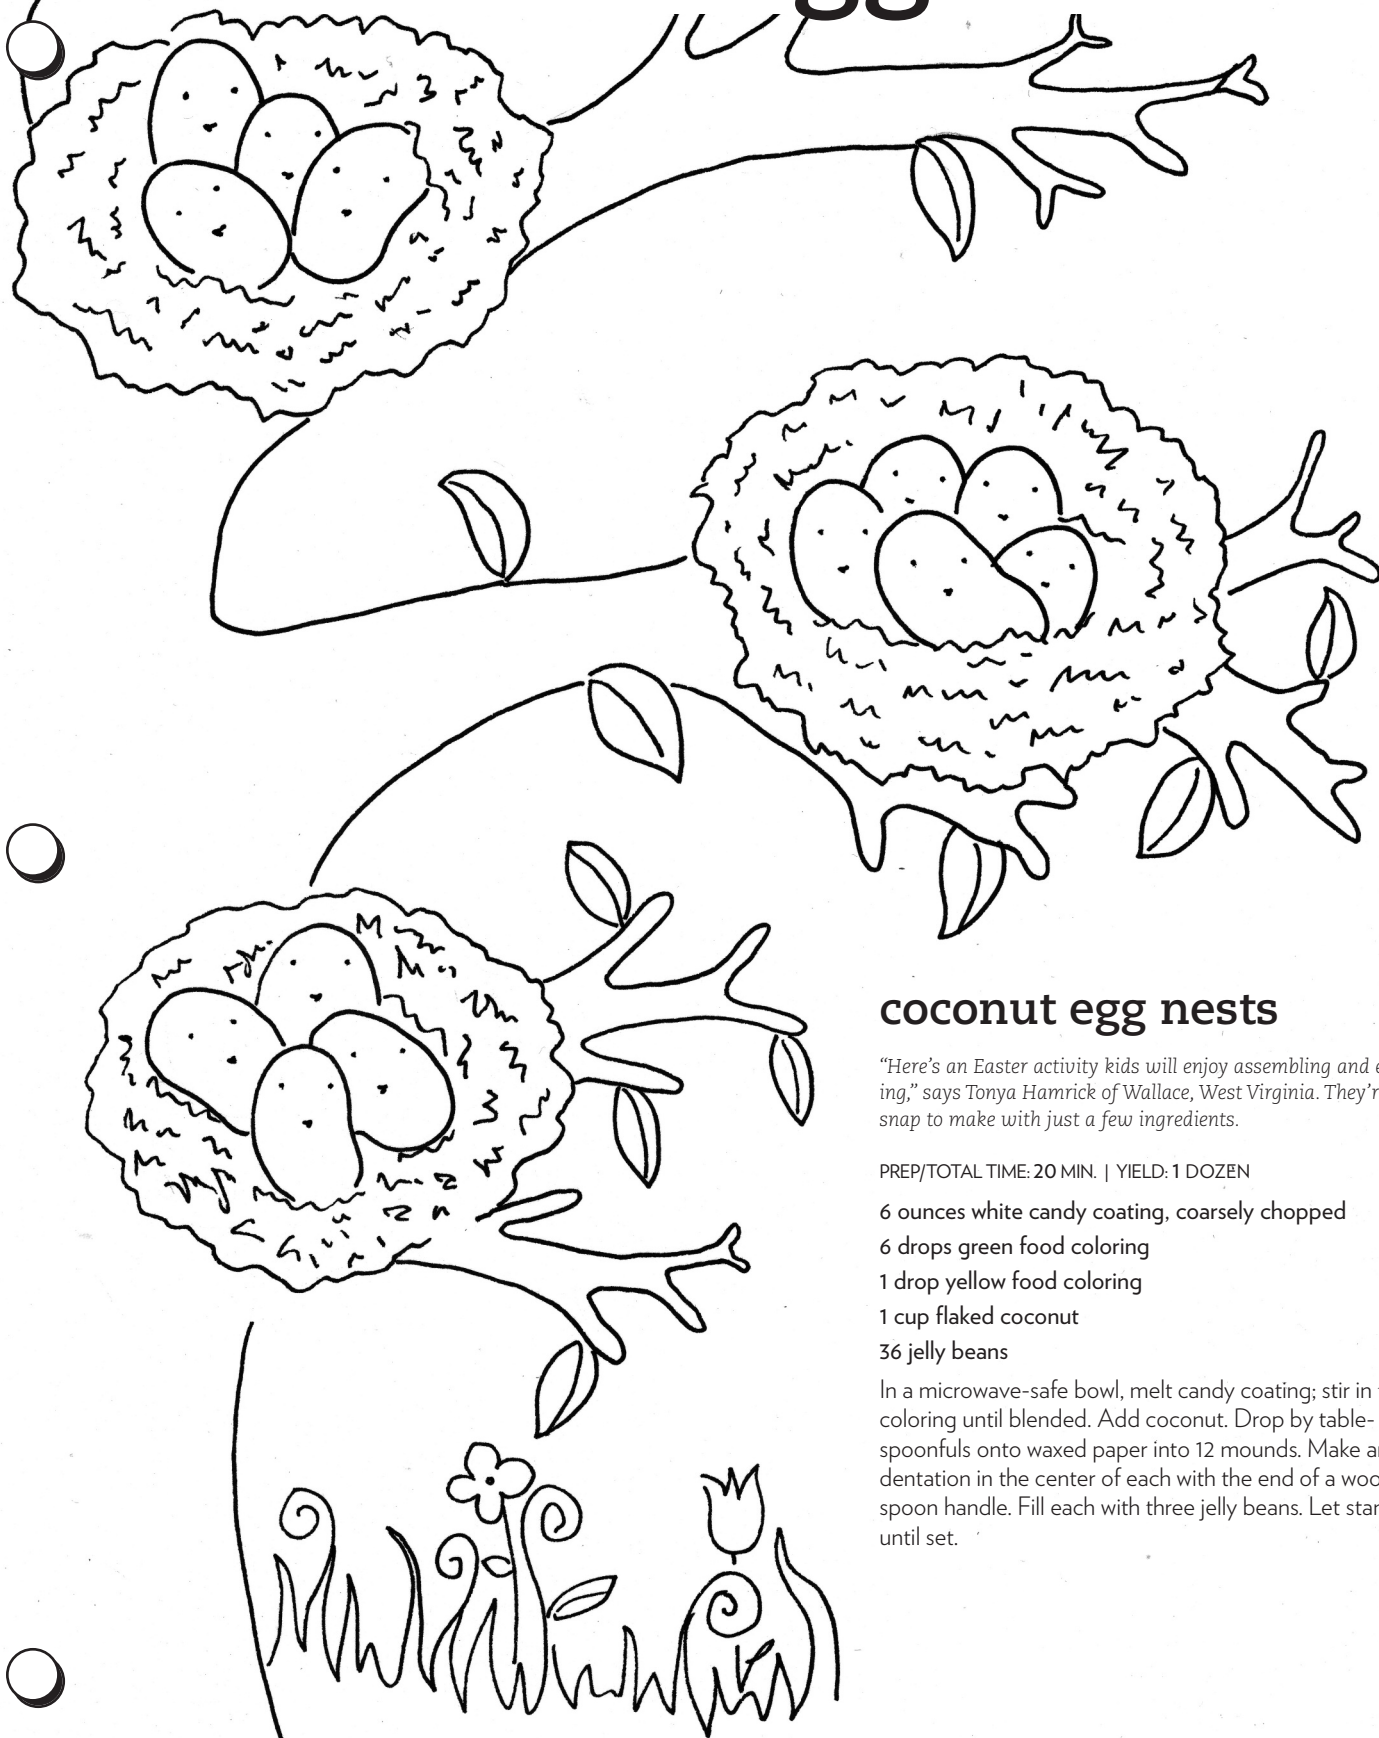 gg
coconut egg nests
“Here’s an Easter activity kids will enjoy assembling and
ing,” says Tonya Hamrick of Wallace, West Virginia.
snap to make with just a few ingredients.
PREP/TOTAL TIME: 20 MIN. | YIELD: 1 DOZEN
6 ounces white candy coating, coarsely chopped
6 drops green food coloring
1 drop yellow food coloring
1 cup flaked coconut
36 jelly beans
In a microwave-safe bowl, melt candy coating; stir in
coloring until blended. Add coconut. Drop by table-
spoonfuls onto waxed paper into 12 mounds. Make
dentation in the center of each with the end of a
spoon handle. Fill each with three jelly beans. Let
until set.